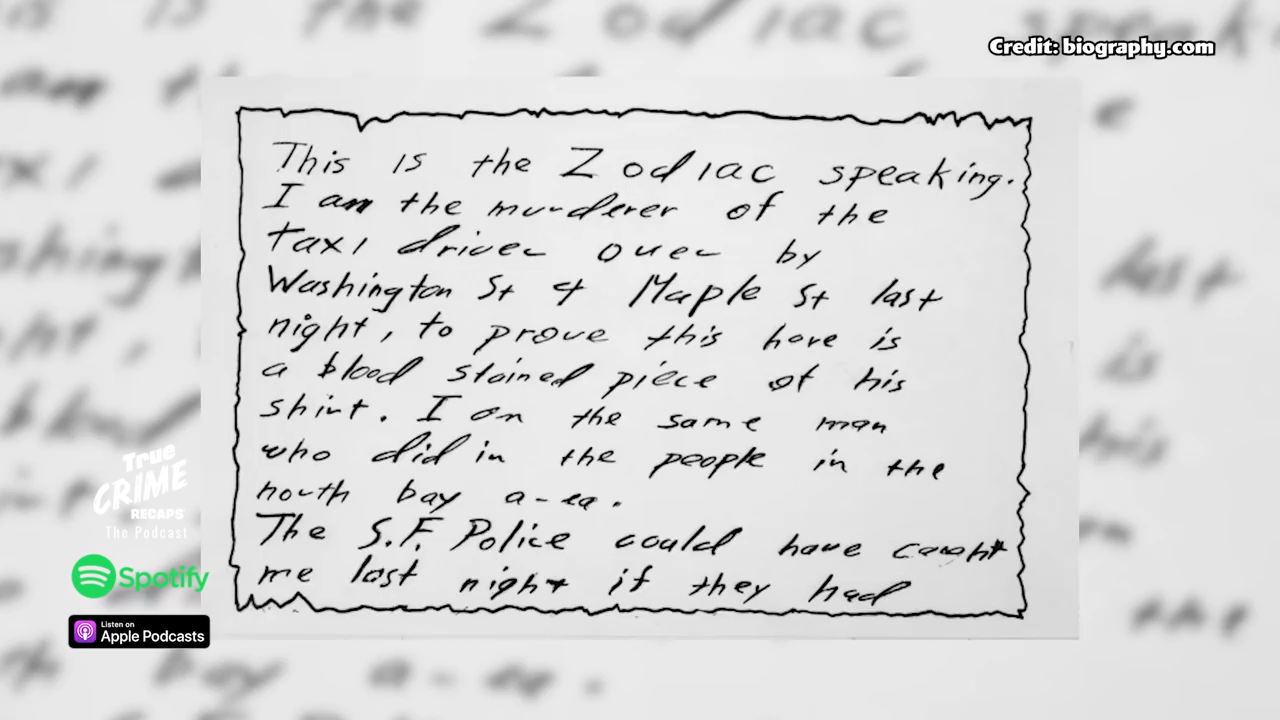 Credit: biography.com
This is the Zodiac speaking.
I am the murderer of the
taxi driver over by
Washington St & Maple St last
night, to prove this here is
a blood stained piece of his
shirt. I am the same man
who did in the people in the
north bay area.
The S.F. Police could have caught
me last night if they had
True
CRIME
RECAPS
The Podcast
Spotify
Listen on
Apple Podcasts